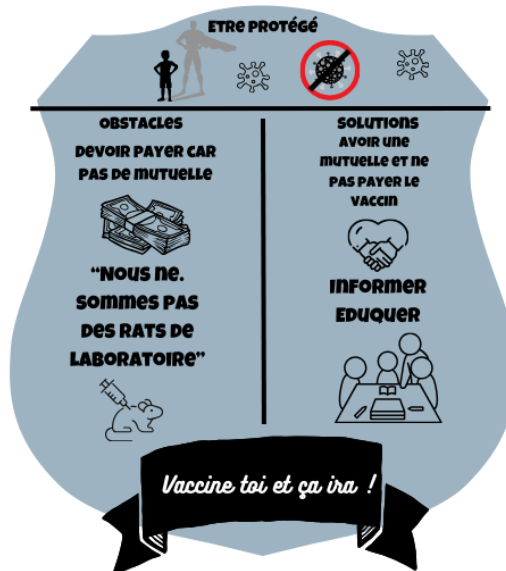 ETRE PROTÉGÉ
OBSTACLES
DEVOIR PAYER CAR
PAS DE MUTUELLE
"NOUS NE.
SOMMES PAS
DES RATS DE
LABORATOIRE"
SOLUTIONS
AVOIR UNE
MUTUELLE ET NE
PAS PAYER LE
VACCIN
INFORMER
EDUQUER
Vaccine toi et ça ira !